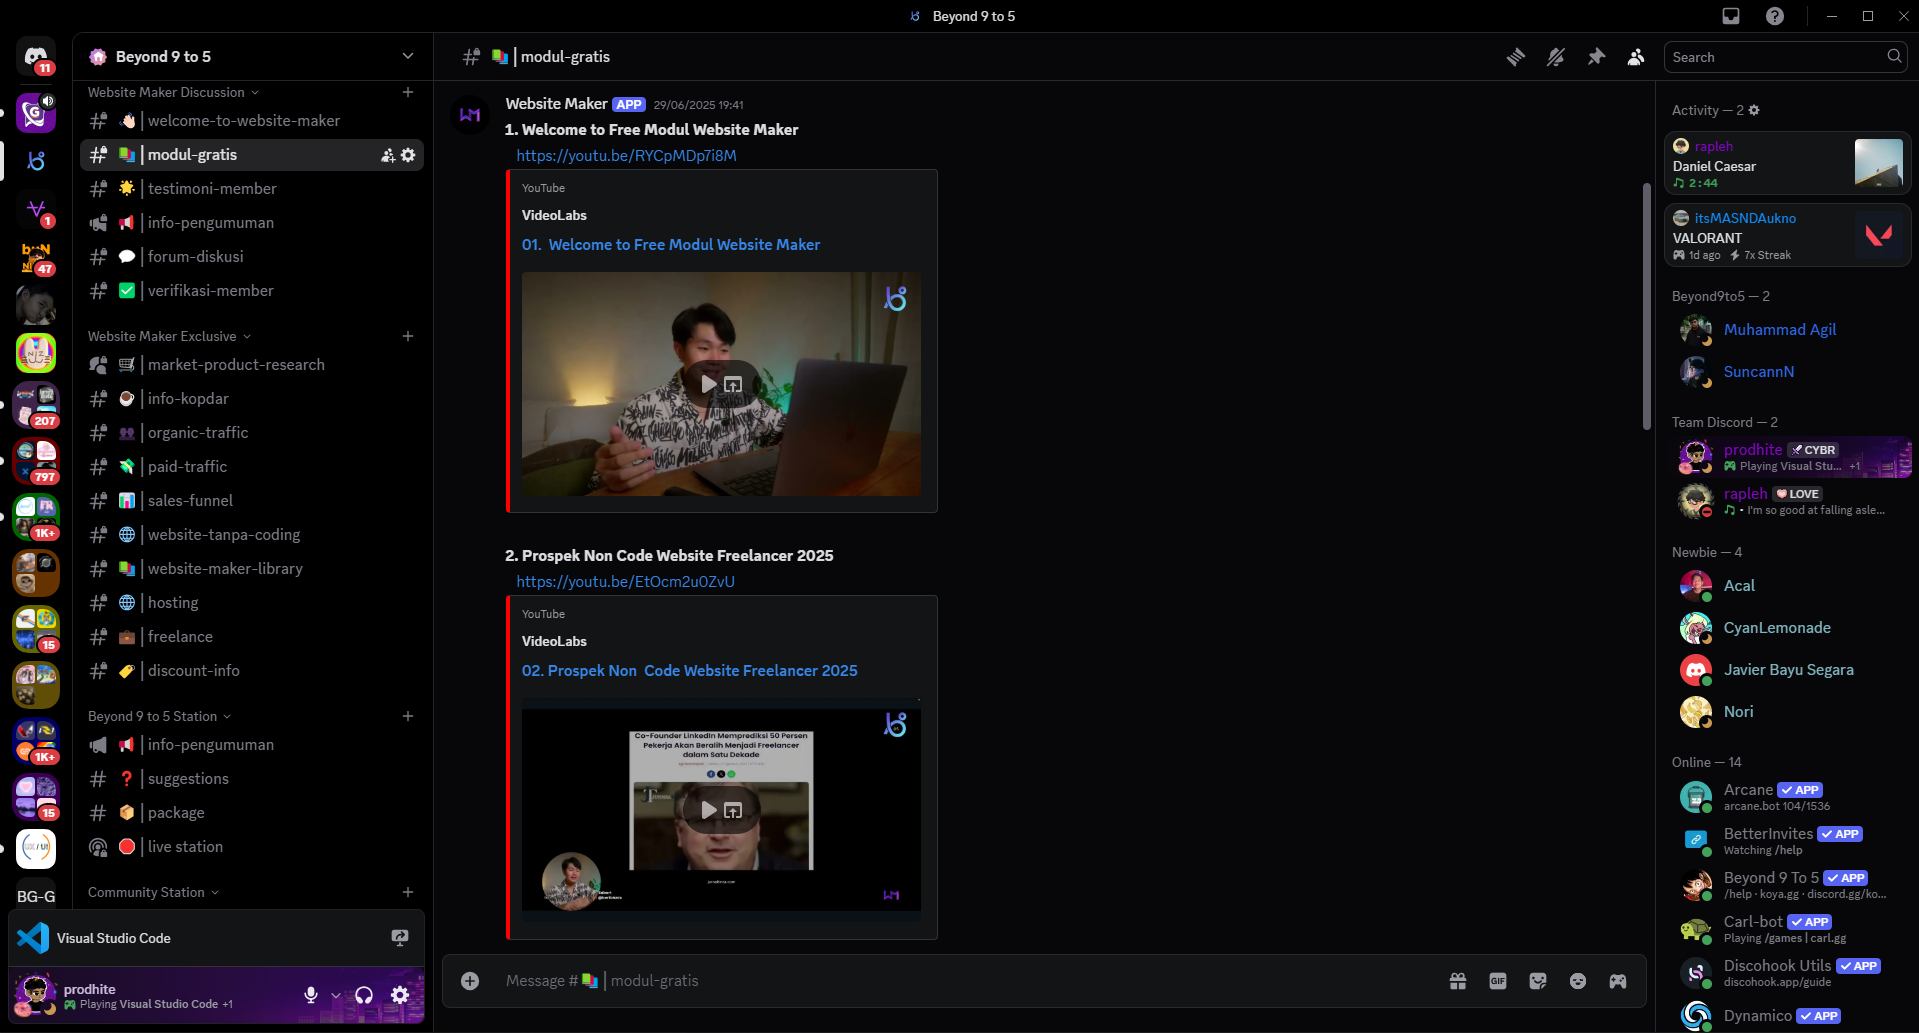 Beyond 9 to 5
11
1
47
207
797
1K+
15
1K+
15
UX / UI
BG-G
Beyond 9 to 5
Website Maker Discussion
welcome-to-website-maker
modul-gratis
testimoni-member
info-pengumuman
forum-diskusi
verifikasi-member
Website Maker Exclusive
market-product-research
info-kopdar
organic-traffic
paid-traffic
sales-funnel
website-tanpa-coding
website-maker-library
hosting
freelance
discount-info
Beyond 9 to 5 Station
info-pengumuman
suggestions
package
live station
Community Station
Visual Studio Code
prodhite
Playing Visual Studio Code +1
| modul-gratis
Website Maker APP 29/06/2025 19:41
1. Welcome to Free Modul Website Maker
https://youtu.be/RYCpMDp7i8M
YouTube
VideoLabs
01. Welcome to Free Modul Website Maker
2. Prospek Non Code Website Freelancer 2025
https://youtu.be/EtOcm2u0ZvU
YouTube
VideoLabs
02. Prospek Non Code Website Freelancer 2025
Co-Founder LinkedIn Memprediksi 50 Persen
Pekerja Akan Beralih Menjadi Freelancer
dalam Satu Dekade
Message # | modul-gratis
GIF
Search
Activity — 2
rapleh
Daniel Caesar
2:44
itsMASNDAukno
VALORANT
1d ago 7x Streak
Beyond9to5 — 2
Muhammad Agil
SuncannN
Team Discord — 2
prodhite CYBR
Playing Visual Stu... +1
rapleh LOVE
• I'm so good at falling asle...
Newbie — 4
Acal
CyanLemonade
Javier Bayu Segara
Nori
Online — 14
Arcane APP
arcane.bot 104/1536
BetterInvites APP
Watching /help
Beyond 9 To 5 APP
/help · koya.gg · discord.gg/ko...
Carl-bot APP
Playing /games | carl.gg
Discohook Utils APP
discohook.app/guide
Dynamico APP